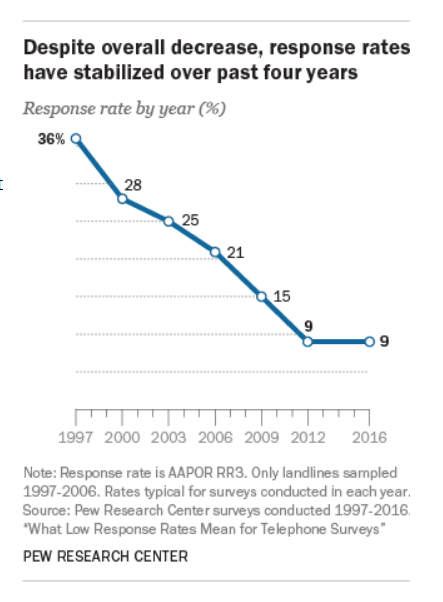 Despite overall decrease, response rates
have stabilized over past four years
Response rate by year (%)
36%
28
25
21
15
9
9
1997 2000 2003 2006 2009 2012 2016
Note: Response rate is AAPOR RR3. Only landlines sampled
1997-2006. Rates typical for surveys conducted in each year.
Source: Pew Research Center surveys conducted 1997-2016.
“What Low Response Rates Mean for Telephone Surveys”
PEW RESEARCH CENTER